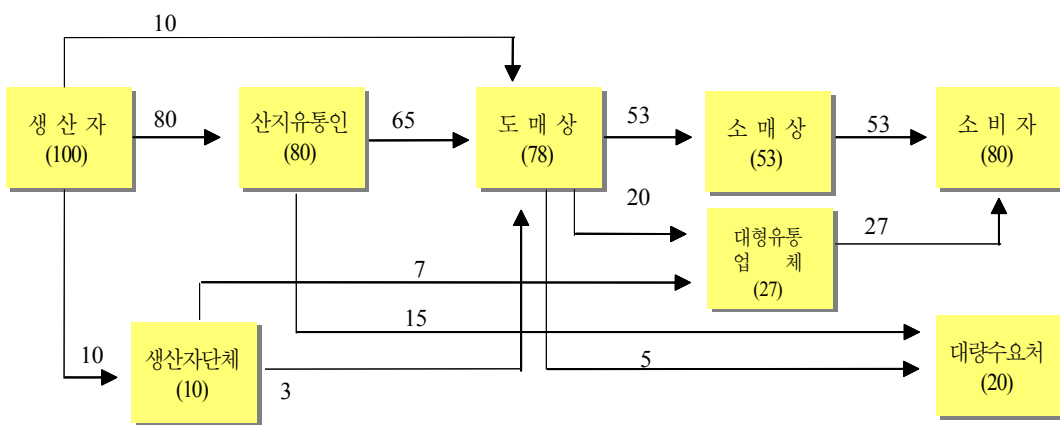 10
생 산 자
(100)
80
산지유통인
(80)
65
도 매 상
(78)
53
소 매 상
(53)
53
소 비 자
(80)
20
대형유통
업 체
(27)
27
7
15
10
생산자단체
(10)
3
5
대량수요처
(20)